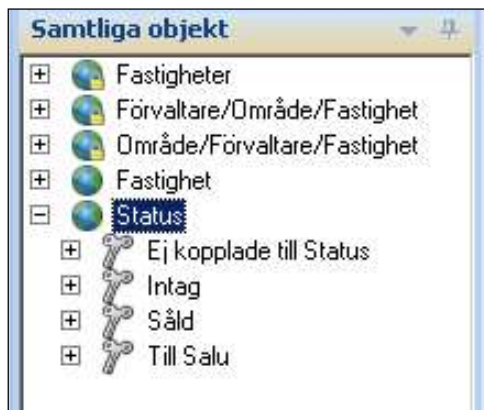 Samtliga objekt
Fastigheter
Förvaltare/Område/Fastighet
Område/Förvaltare/Fastighet
Fastighet
Status
Ej kopplade till Status
Intag
Såld
Till Salu